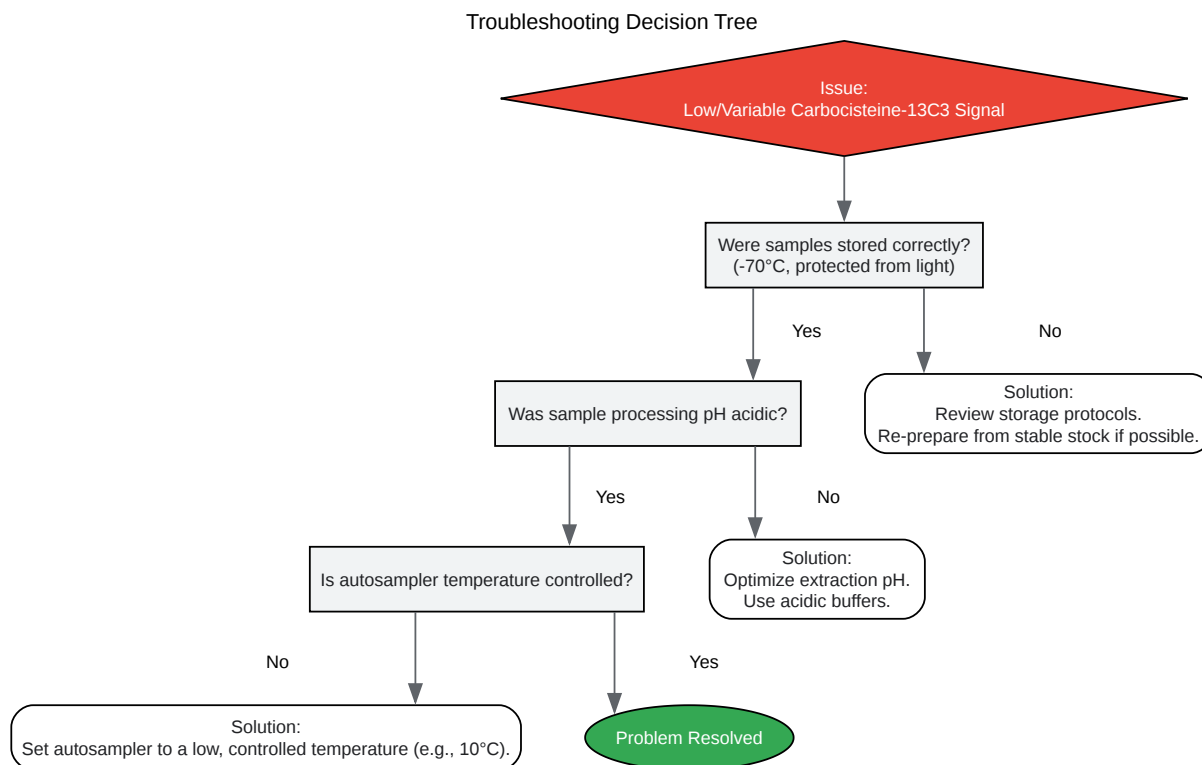 Troubleshooting Decision Tree
Issue:
Low/Variable Carbocisteine-13C3 Signal
Were samples stored correctly?
(-70°C, protected from light)
Yes
No
Was sample processing pH acidic?
Solution:
Review storage protocols.
Re-prepare from stable stock if possible.
Yes
No
Is autosampler temperature controlled?
Solution:
Optimize extraction pH.
Use acidic buffers.
No
Yes
Solution:
Set autosampler to a low, controlled temperature (e.g., 10°C).
Problem Resolved